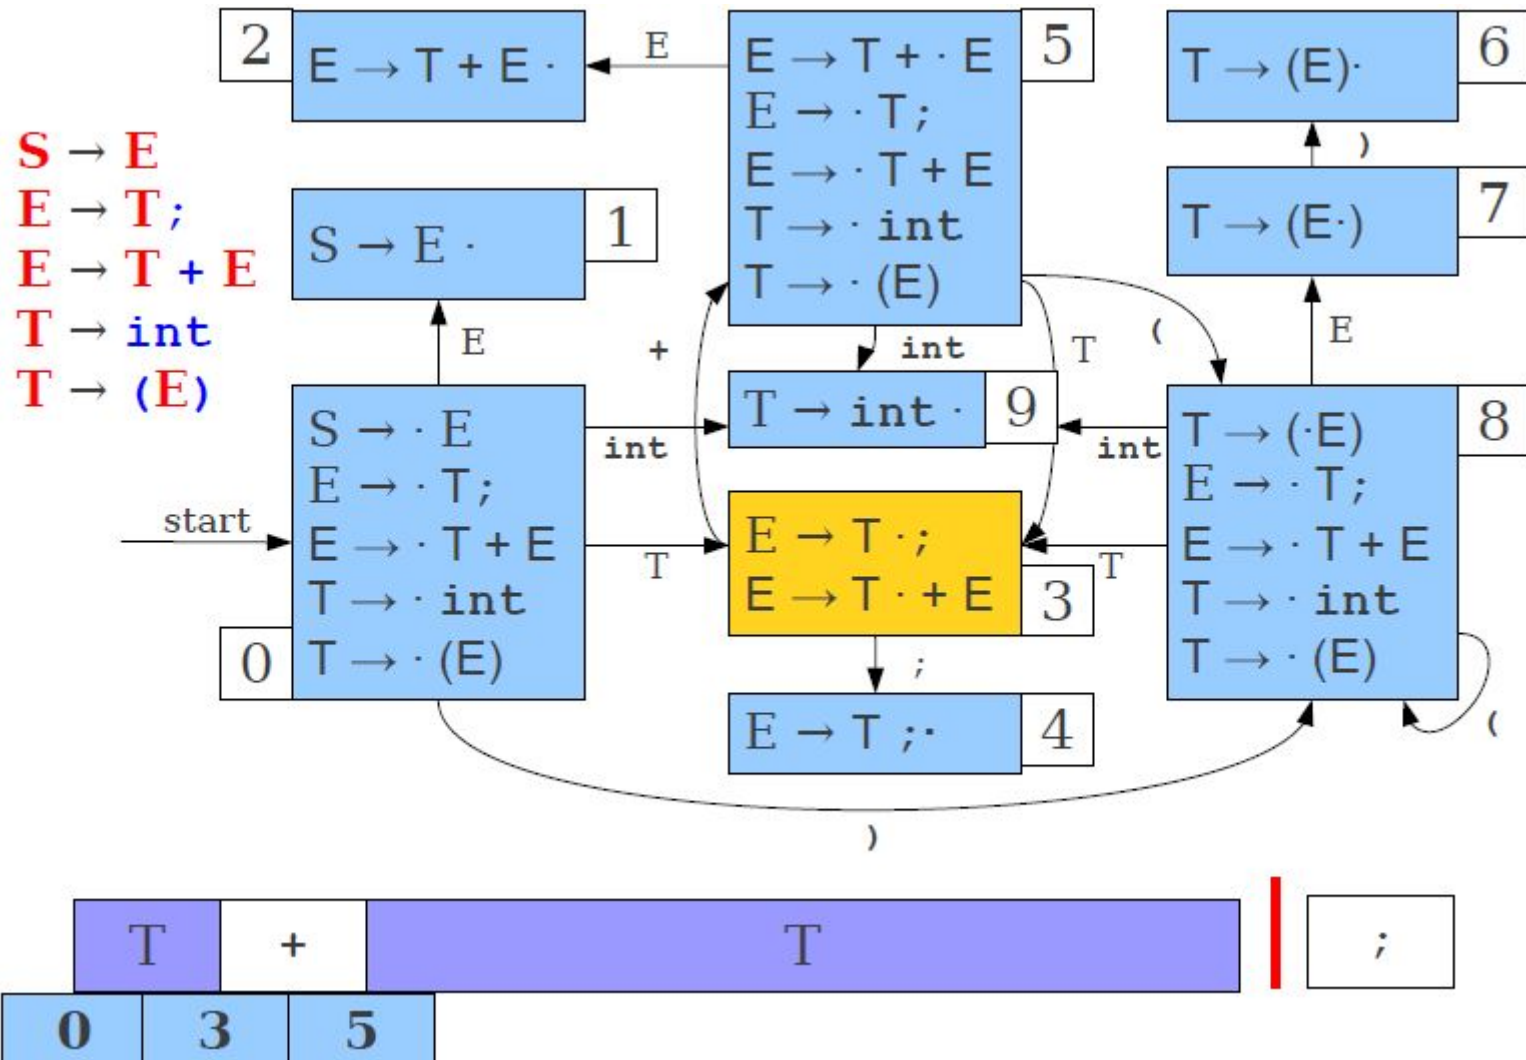 2
E → T + E ·
E
E → T + · E
E → · T ;
E → · T + E
T → · int
T → · (E)
5
T → (E)·
6
)
S → E
E → T ;
E → T + E
T → int
T → (E)
S → E ·
1
T → (E·)
7
E
+
int
T
(
E
S → · E
E → · T ;
E → · T + E
T → · int
T → · (E)
0
start
int
T → int ·
9
int
T → (·E)
E → · T ;
E → · T + E
T → · int
T → · (E)
8
T
E → T · ;
E → T · + E
3
T
;
E → T ; ·
4
(
)
T + T ;
0 3 5